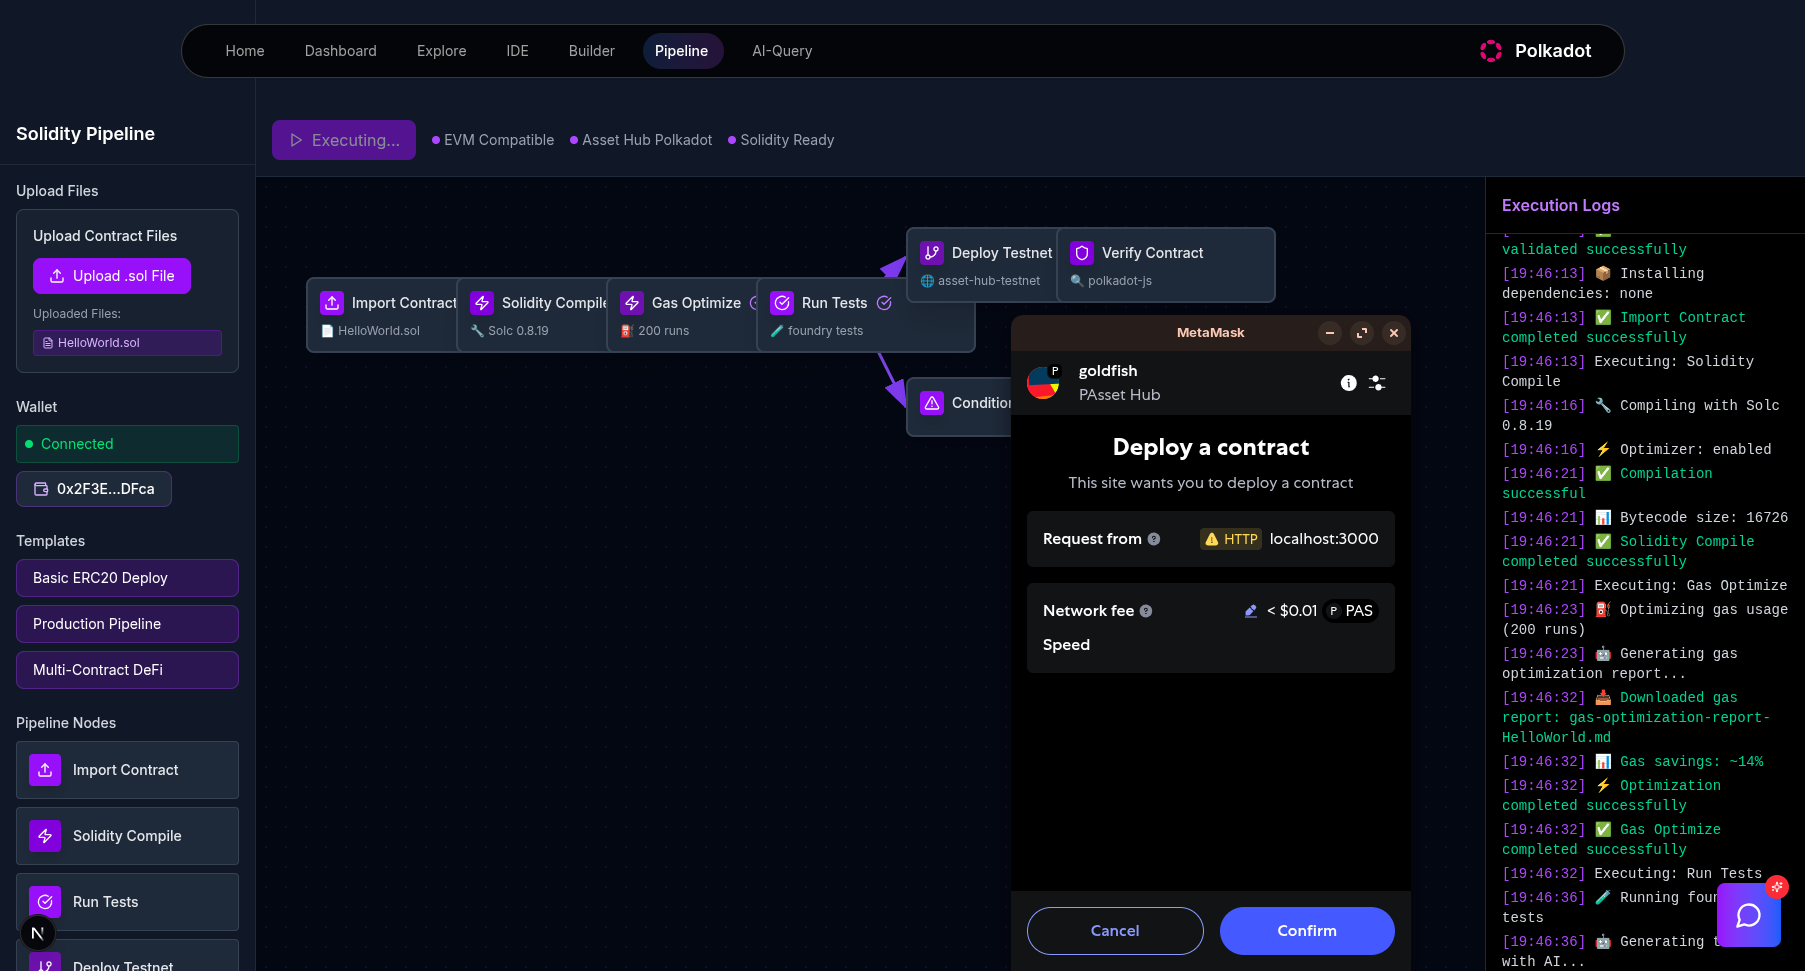 Home Dashboard Explore IDE Builder Pipeline AI-Query Polkadot
Solidity Pipeline
Upload Files
Upload Contract Files
Upload .sol File
Uploaded Files:
HelloWorld.sol
Wallet
Connected
0x2F3E...DFca
Templates
Basic ERC20 Deploy
Production Pipeline
Multi-Contract DeFi
Pipeline Nodes
Import Contract
Solidity Compile
Run Tests
Deploy Testnet
Executing... EVM Compatible Asset Hub Polkadot Solidity Ready
Import Contract
📄 HelloWorld.sol
Solidity Compile
🔧 Solc 0.8.19
Gas Optimize
⛽ 200 runs
Run Tests
🧪 foundry tests
Deploy Testnet
🌐 asset-hub-testnet
Verify Contract
🔍 polkadot-js
MetaMask
P goldfish
PAsset Hub
Deploy a contract
This site wants you to deploy a contract
Request from HTTP localhost:3000
Network fee < $0.01 P PAS
Speed
Cancel Confirm
Execution Logs
validated successfully
[19:46:13] 📦 Installing
dependencies: none
[19:46:13] ✅ Import Contract
completed successfully
[19:46:13] Executing: Solidity
Compile
[19:46:16] 🔧 Compiling with Solc
0.8.19
[19:46:16] ⚡ Optimizer: enabled
[19:46:21] ✅ Compilation
successful
[19:46:21] 📊 Bytecode size: 16726
[19:46:21] ✅ Solidity Compile
completed successfully
[19:46:21] Executing: Gas Optimize
[19:46:23] ⛽ Optimizing gas usage
(200 runs)
[19:46:23] 🤖 Generating gas
optimization report...
[19:46:32] 📥 Downloaded gas
report: gas-optimization-report-
HelloWorld.md
[19:46:32] 📊 Gas savings: ~14%
[19:46:32] ⚡ Optimization
completed successfully
[19:46:32] ✅ Gas Optimize
completed successfully
[19:46:32] Executing: Run Tests
[19:46:36] 🧪 Running
tests
[19:46:36] 🤖 Generating
with AI...
N